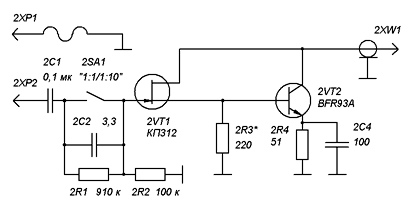 2XP1
2XW1
2C1 2SA1
0,1 мк "1:1/1:10"
2XP2
2VT2
BFR93A
2C2 3,3
2VT1
КП312
2R3*
220
2R4
51
2C4
100
2R1 910 к 2R2 100 к